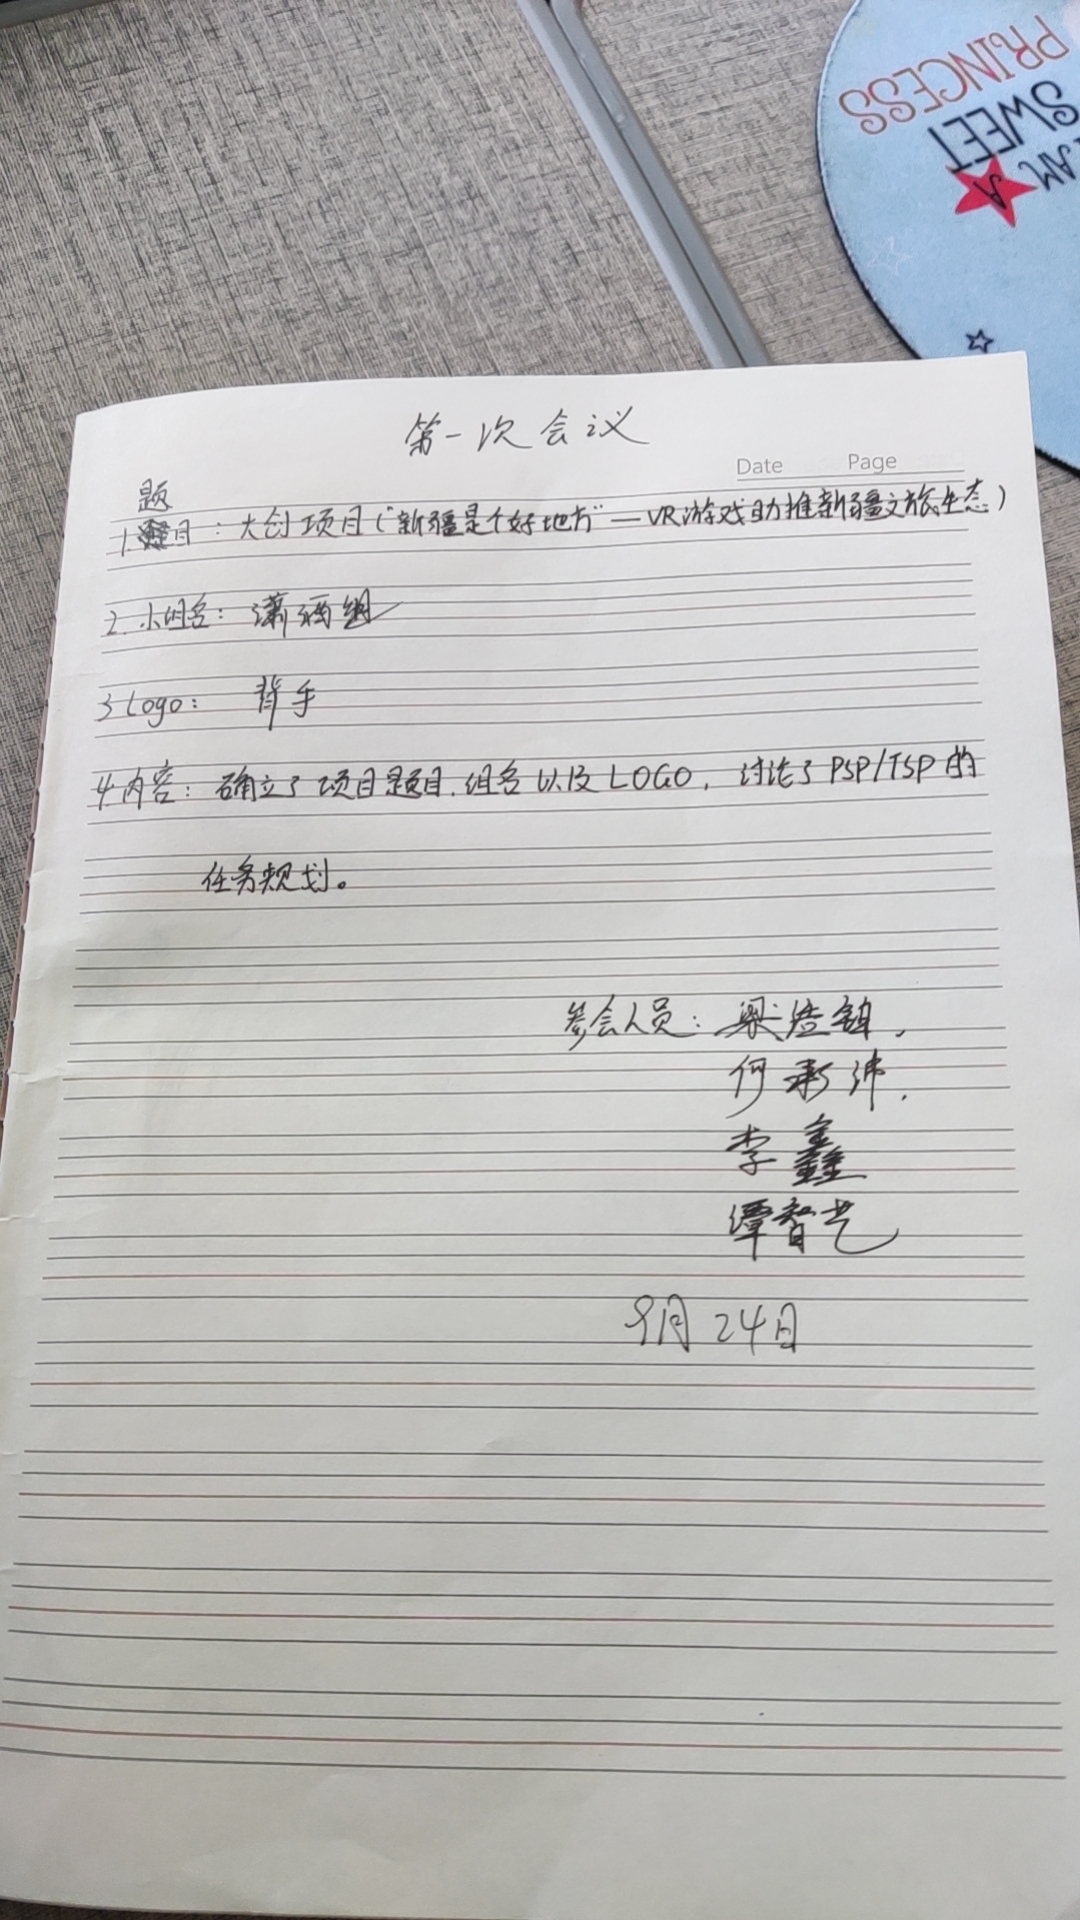 I AM A
SWEET
PRINCESS
第一次会议
Date Page
1.题目：大创项目（“新疆是个好地方”—VR游戏助推新疆文旅生态）
2.小组名：潇洒组
3 Logo： 背手
4.内容：确立了项目题目、组名以及LOGO，讨论了PSP/TSP的
任务规划。
参会人员：梁
何承沛，
李鑫
谭智艺
9月24日